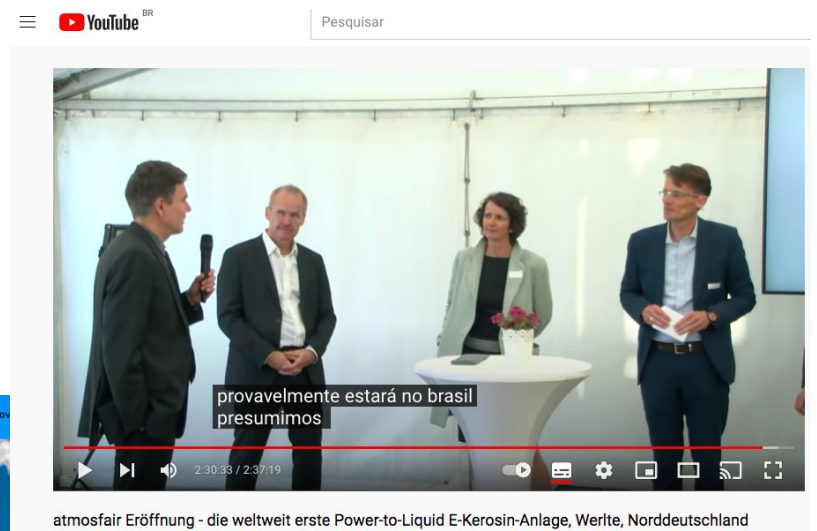 YouTube BR
Pesquisar
provavelmente estará no brasil
presumimos
2:30:33 / 2:37:19
atmosfair Eröffnung - die weltweit erste Power-to-Liquid E-Kerosin-Anlage, Werlte, Norddeutschland